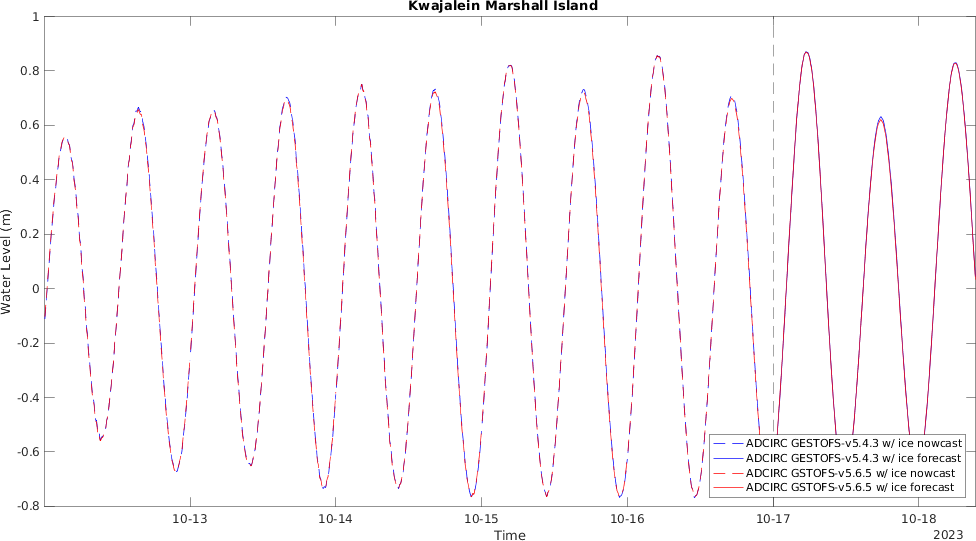 Kwajalein Marshall Island
1
0.8
0.6
0.4
0.2
0
-0.2
-0.4
-0.6
-0.8
Water Level (m)
10-13
10-14
10-15
10-16
10-17
10-18
Time
2023
ADCIRC GESTOFS-v5.4.3 w/ ice nowcast
ADCIRC GESTOFS-v5.4.3 w/ ice forecast
ADCIRC GSTOFS-v5.6.5 w/ ice nowcast
ADCIRC GSTOFS-v5.6.5 w/ ice forecast